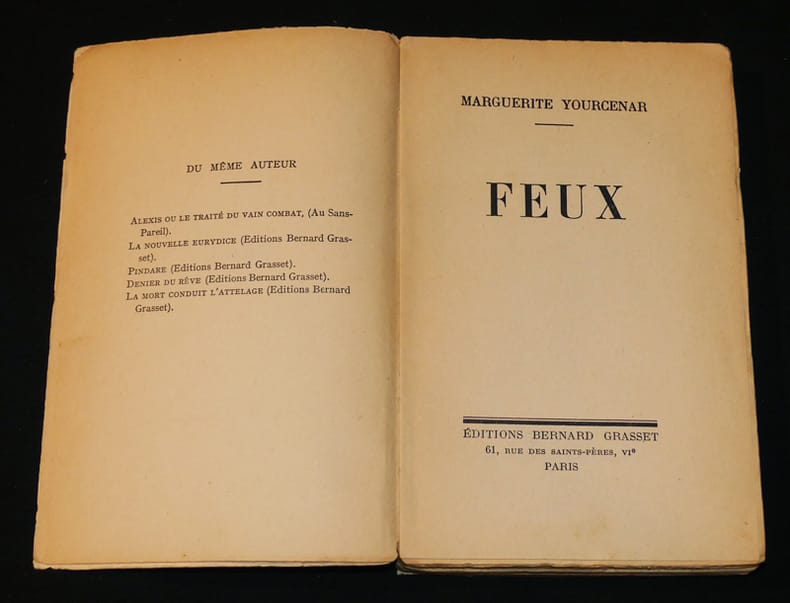 DU MÊME AUTEUR
ALEXIS OU LE TRAITÉ DU VAIN COMBAT, (Au Sans-
Pareil).
LA NOUVELLE EURYDICE (Editions Bernard Gras-
set).
PINDARE (Editions Bernard Grasset).
DENIER DU RÊVE (Editions Bernard Grasset).
LA MORT CONDUIT L'ATTELAGE (Editions Bernard
Grasset).
MARGUERITE YOURCENAR
FEUX
ÉDITIONS BERNARD GRASSET
61, RUE DES SAINTS-PÈRES, VIᵉ
PARIS